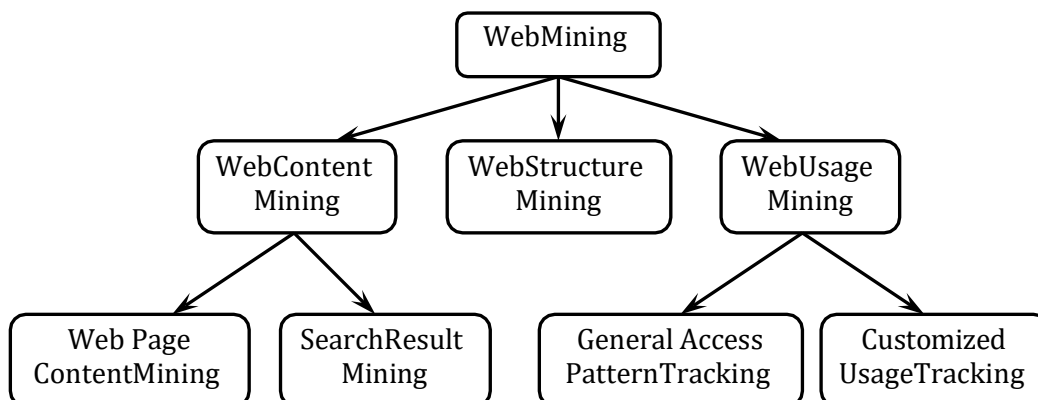 WebMining
WebContent
Mining
WebStructure
Mining
WebUsage
Mining
Web Page
ContentMining
SearchResult
Mining
General Access
PatternTracking
Customized
UsageTracking